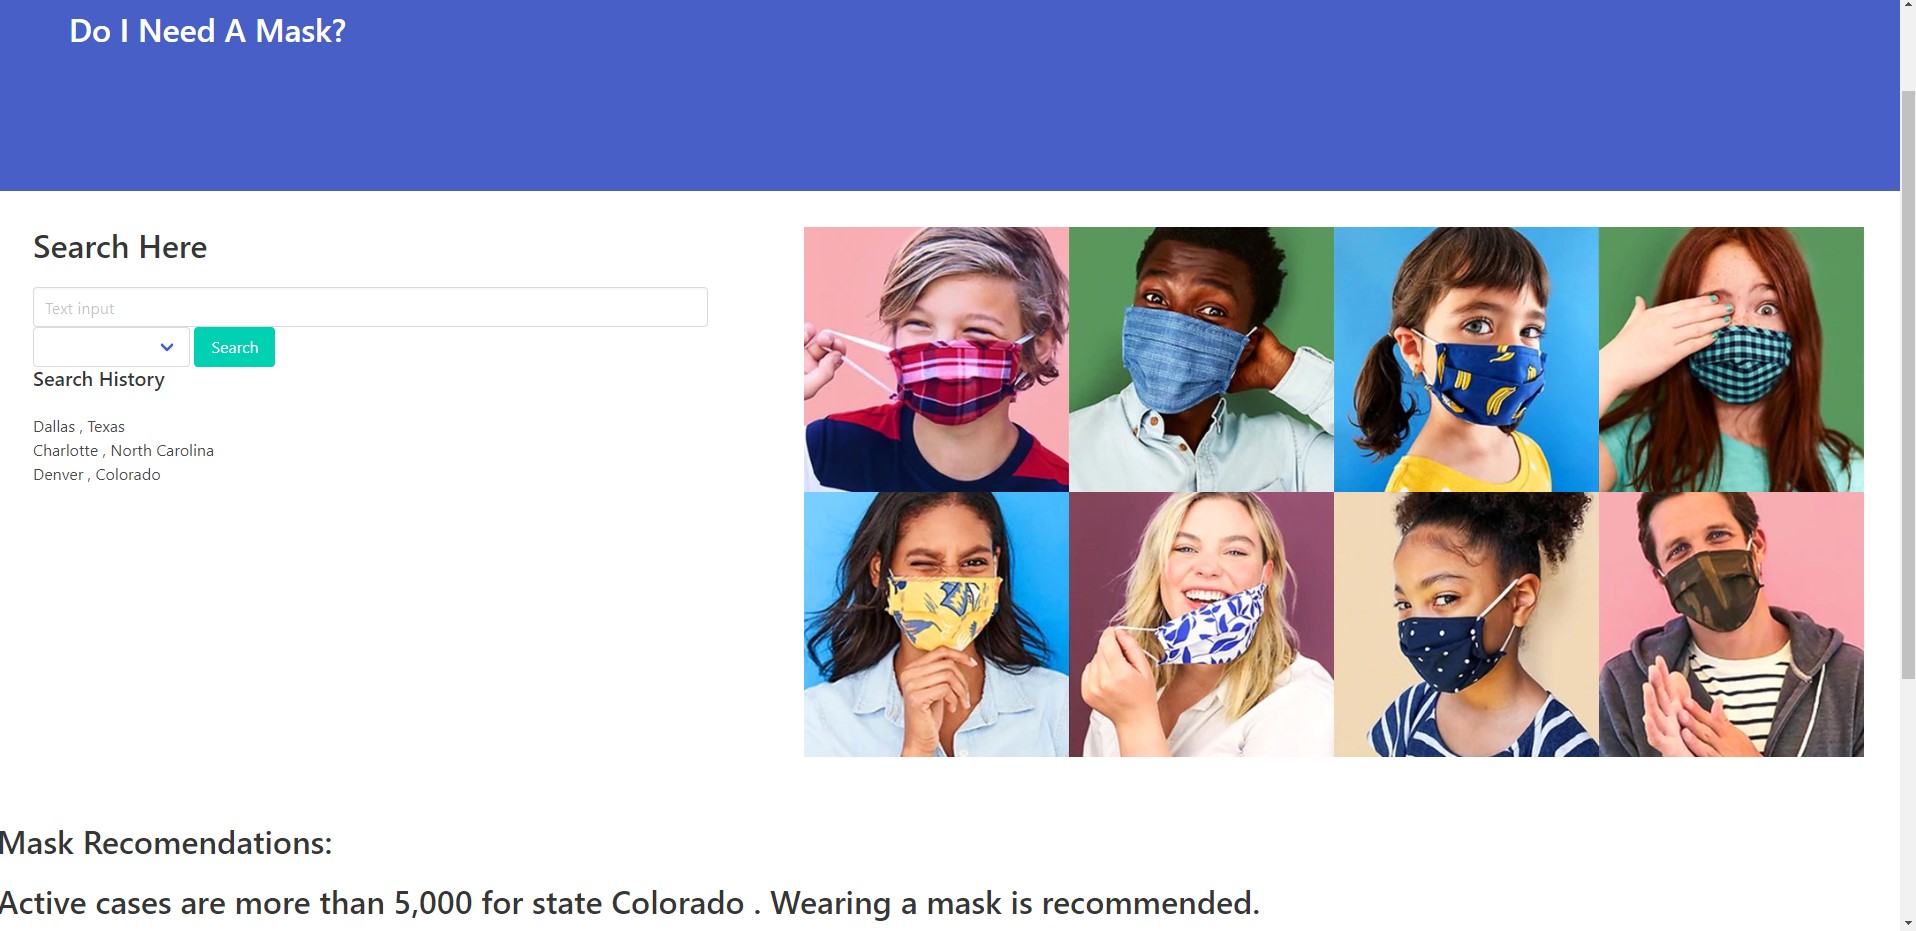 Do I Need A Mask?
Search Here
Text input
Search
Search History
Dallas , Texas
Charlotte , North Carolina
Denver , Colorado
Mask Recomendations:
Active cases are more than 5,000 for state Colorado . Wearing a mask is recommended.